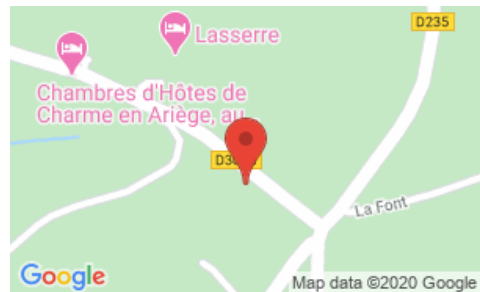 D235
Lasserre
Chambres d'Hôtes de
Charme en Ariège, au...
La Font
Google
Map data ©2020 Google